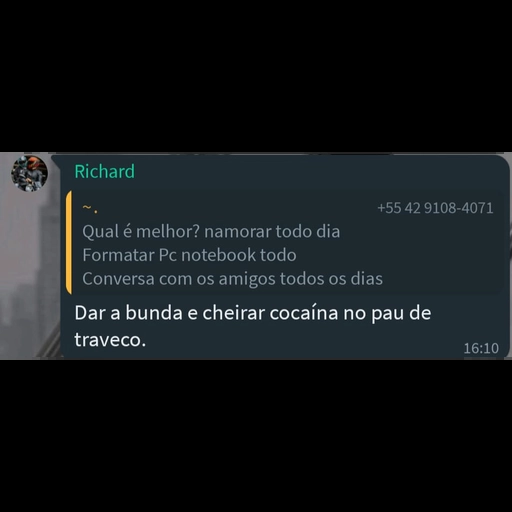 Richard
~. +55 42 9108-4071
Qual é melhor? namorar todo dia
Formatar Pc notebook todo
Conversa com os amigos todos os dias
Dar a bunda e cheirar cocaína no pau de
traveco.
16:10